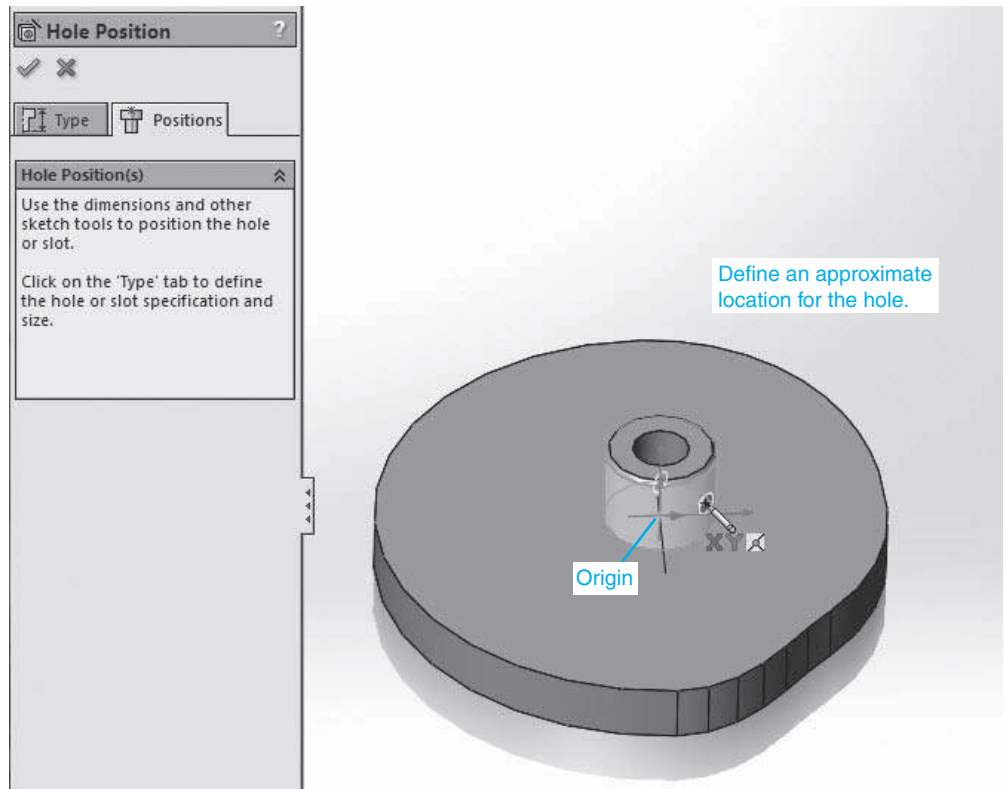 Hole Position ?
Type Positions
Hole Position(s)
Use the dimensions and other
sketch tools to position the hole
or slot.
Click on the 'Type' tab to define
the hole or slot specification and
size.
Define an approximate
location for the hole.
XY
Origin